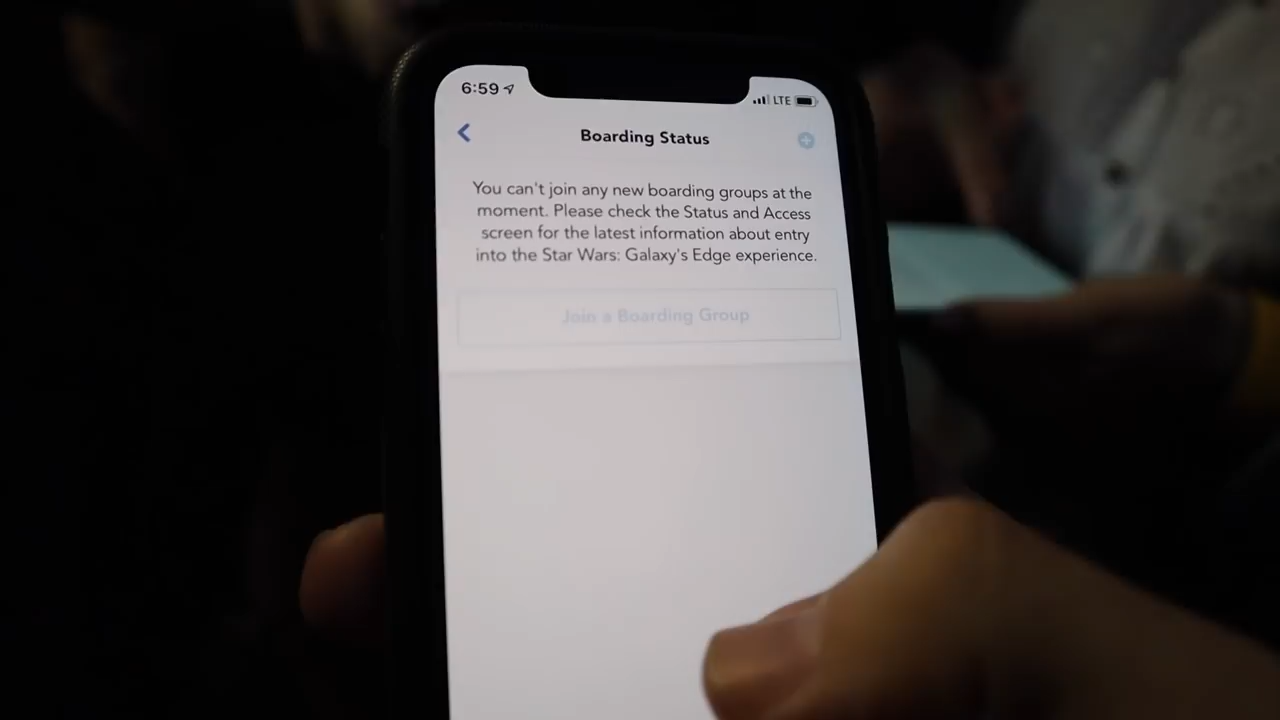 6:59
LTE
Boarding Status
You can't join any new boarding groups at the
moment. Please check the Status and Access
screen for the latest information about entry
into the Star Wars: Galaxy's Edge experience.
Join a Boarding Group